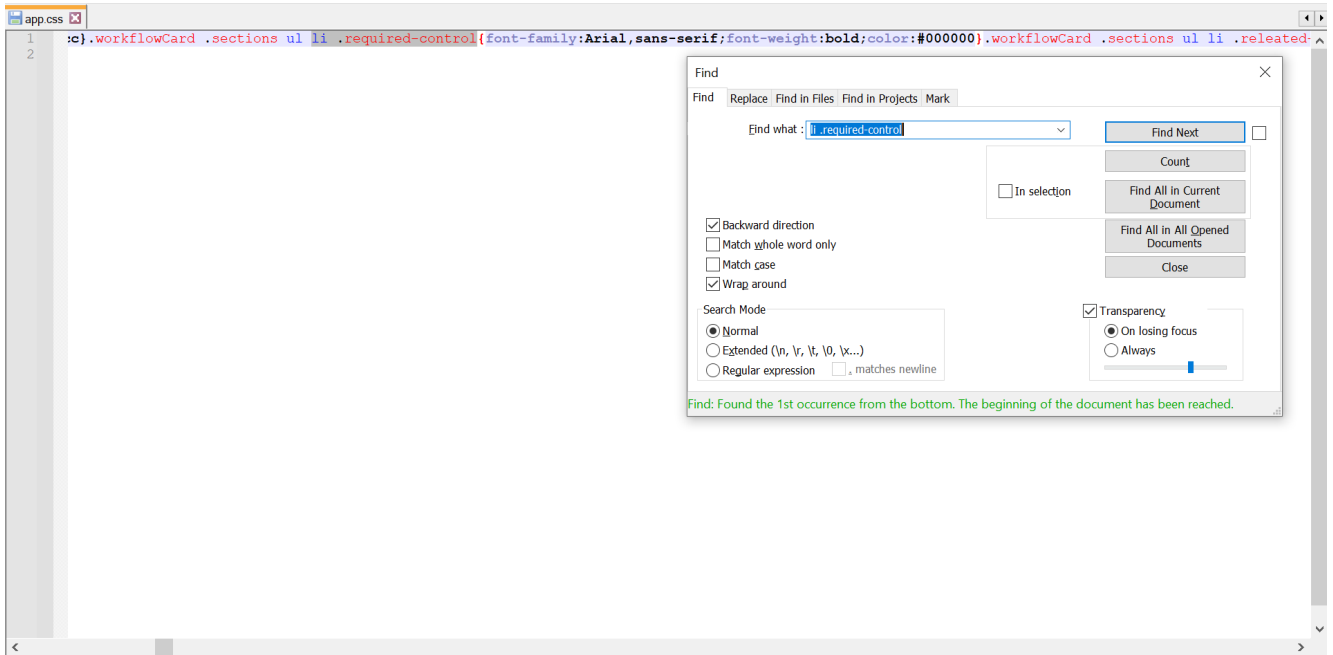 app.css
1 :c}.workflowCard .sections ul li .required-control{font-family:Arial,sans-serif;font-weight:bold;color:#000000}.workflowCard .sections ul li .releated-
2
Find
Find Replace Find in Files Find in Projects Mark
Find what : li .required-control
Find Next
Count
In selection
Find All in Current
Document
Backward direction
Find All in All Opened
Documents
Match whole word only
Match case
Close
Wrap around
Search Mode
Transparency
Normal
On losing focus
Extended (\n, \r, \t, \0, \x...)
Always
Regular expression
. matches newline
Find: Found the 1st occurrence from the bottom. The beginning of the document has been reached.